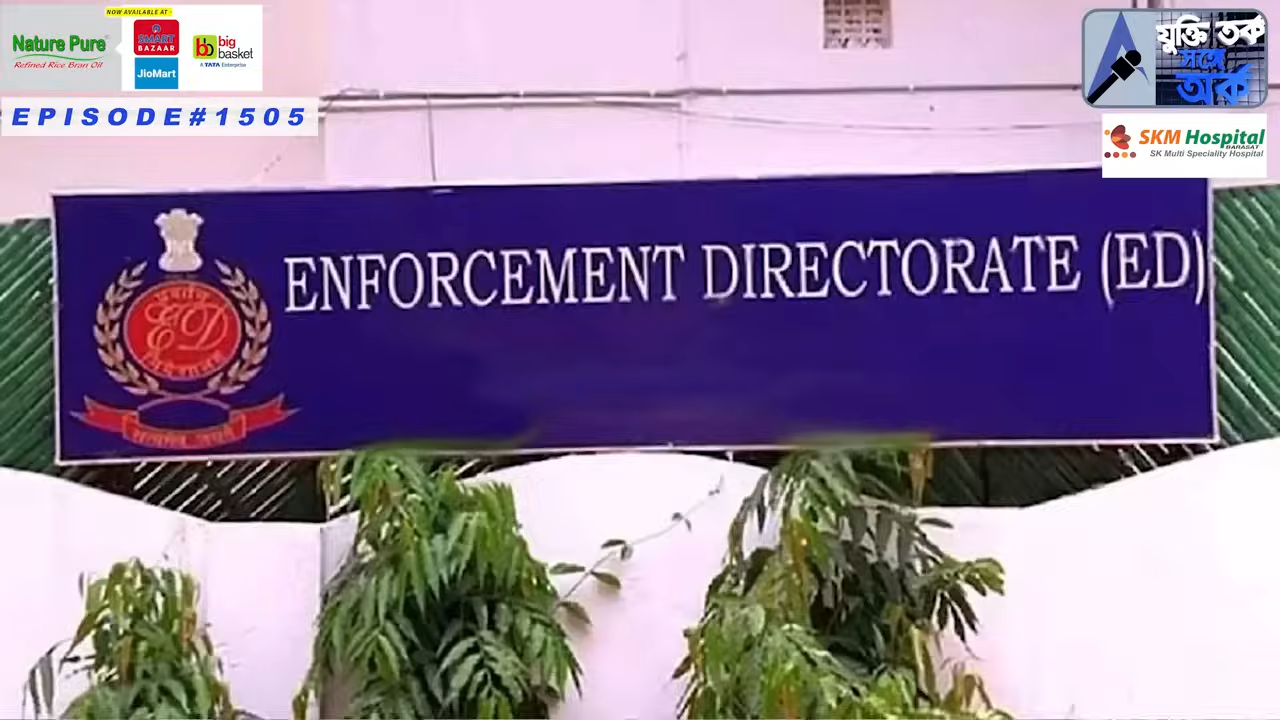 NOW AVAILABLE AT -
Nature Pure
Refined Rice Bran Oil
SMART
BAZAAR
JioMart
bb big
basket
A TATA Enterprise
EPISODE#1505
যুক্তি তর্ক
সঙ্গে
অর্ক
SKM Hospital
BARASAT
SK Multi Speciality Hospital
ENFORCEMENT DIRECTORATE (ED)
ED